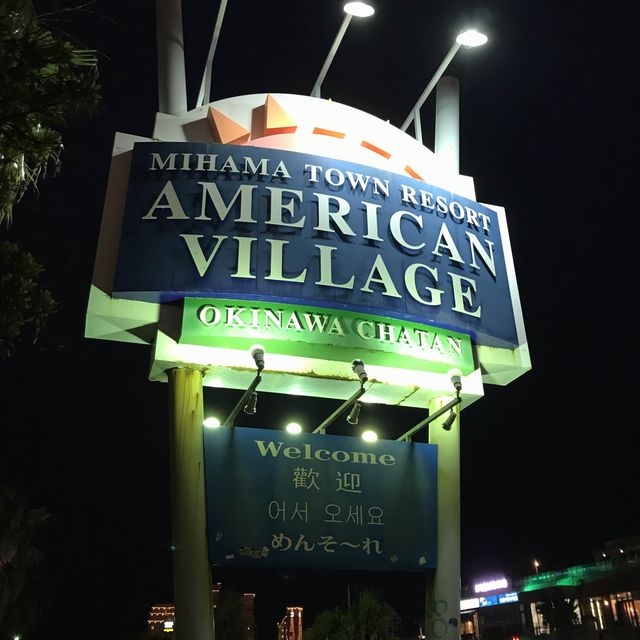 MIHAMA TOWN RESORT
AMERICAN
VILLAGE
OKINAWA CHATAN
Welcome
歡迎
어서 오세요
めんそ〜れ